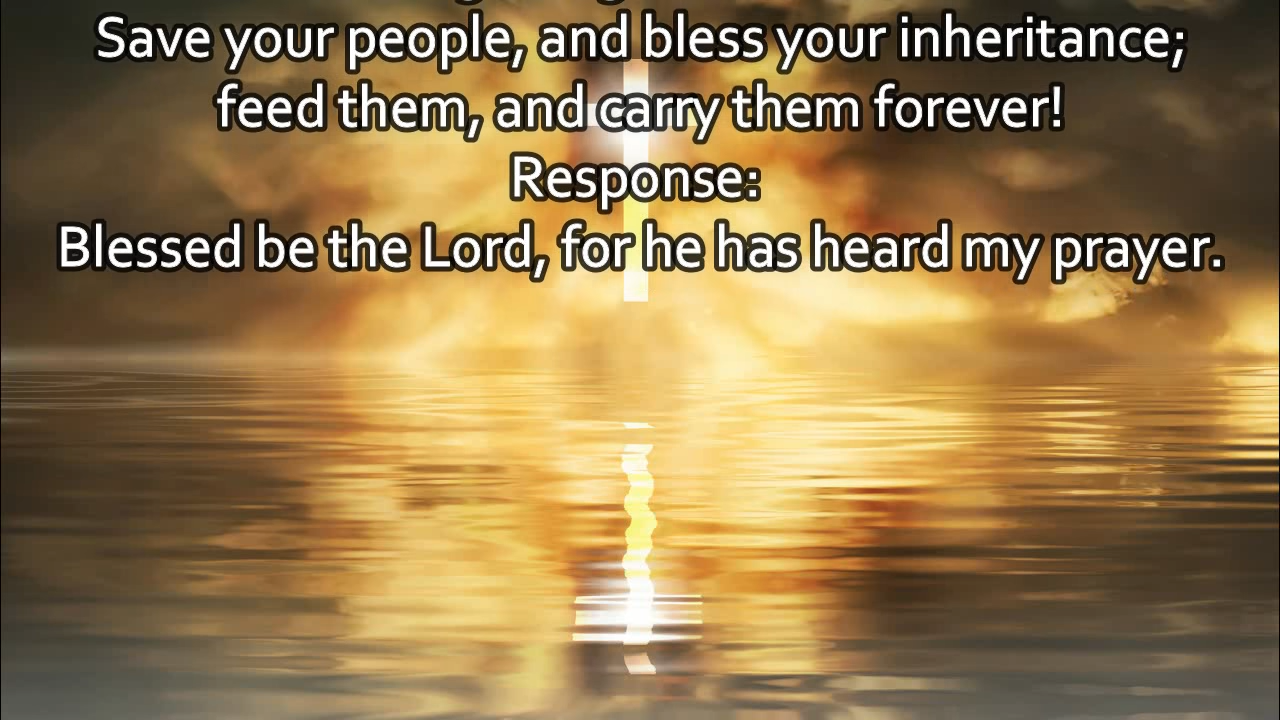 Save your people, and bless your inheritance;
feed them, and carry them forever!
Response:
Blessed be the Lord, for he has heard my prayer.